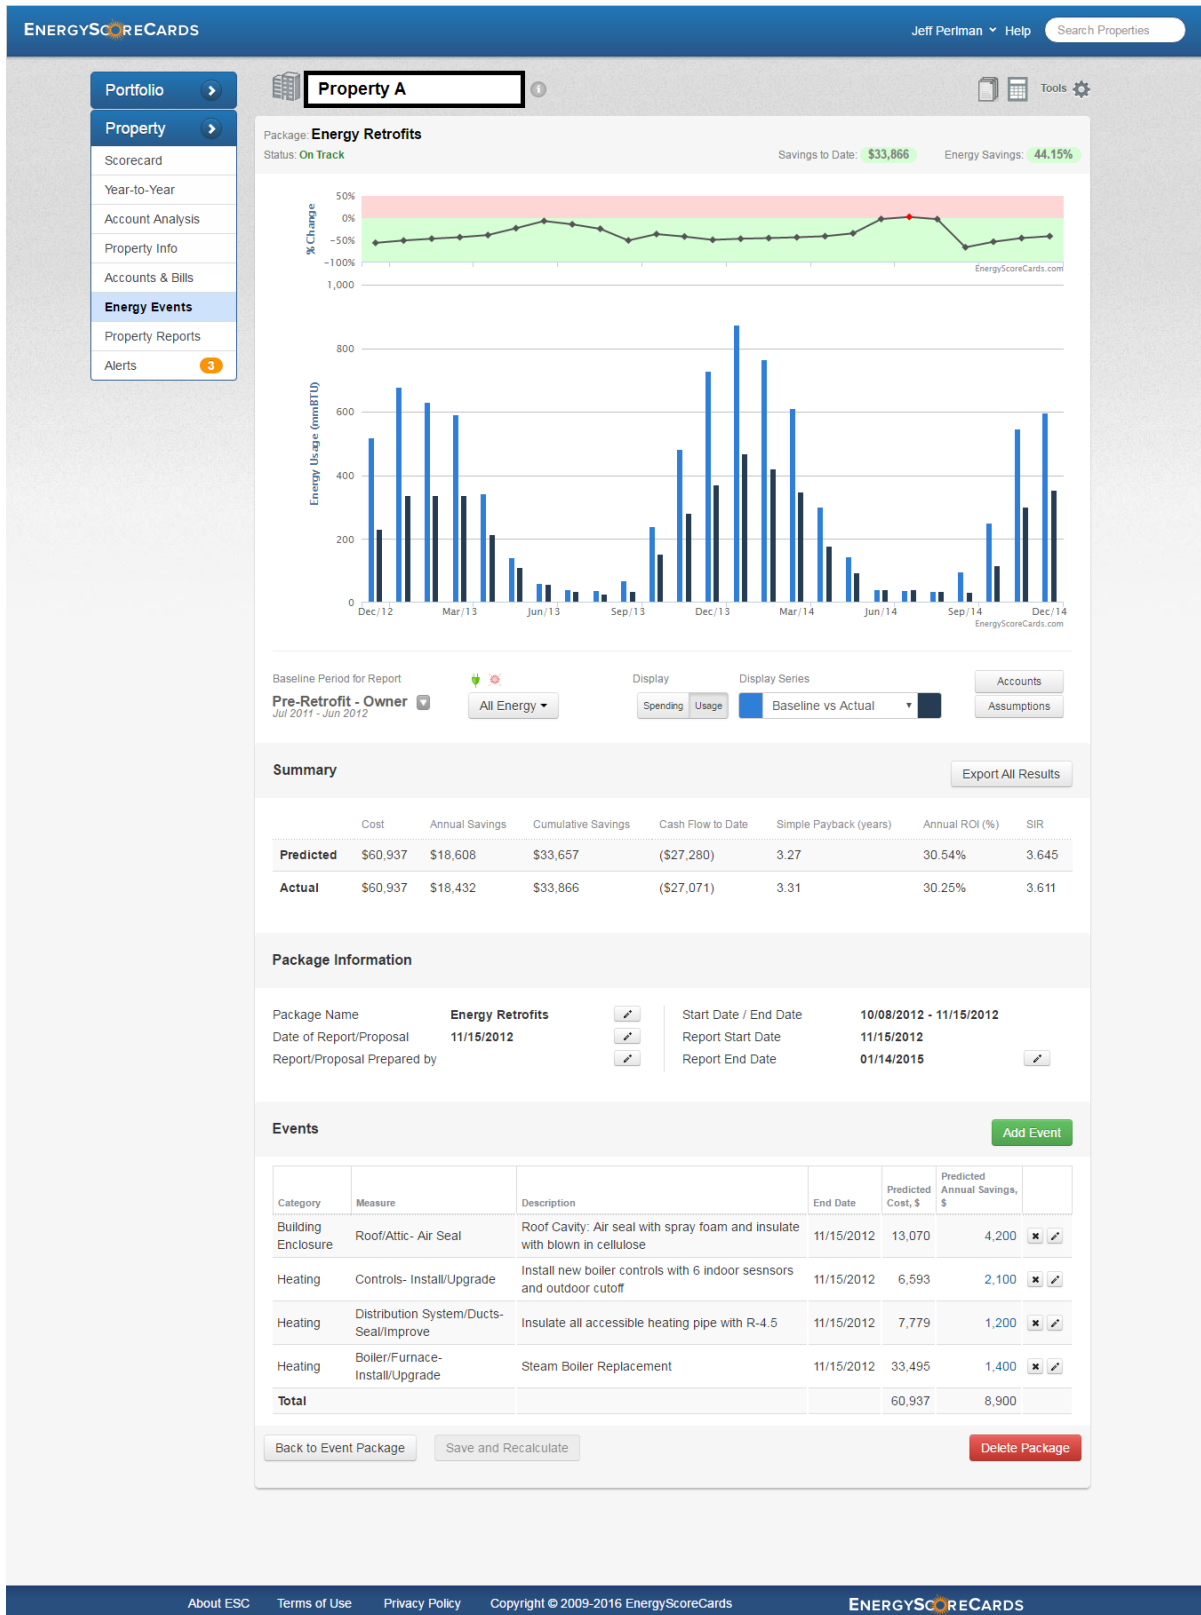 ENERGYSCORECARDS
Jeff Perlman Help Search Properties
Portfolio
Property
Scorecard
Year-to-Year
Account Analysis
Property Info
Accounts & Bills
Energy Events
Property Reports
Alerts 3
Property A
Tools
Package: Energy Retrofits
Status: On Track
Savings to Date: $33,866 Energy Savings: 44.15%
% Change
50%
0%
-50%
-100%
EnergyScoreCards.com
Energy Usage (mmBTU)
1,000
800
600
400
200
0
Dec/12 Mar/13 Jun/13 Sep/13 Dec/13 Mar/14 Jun/14 Sep/14 Dec/14
EnergyScoreCards.com
Baseline Period for Report
Pre-Retrofit - Owner
Jul 2011 - Jun 2012
All Energy
Display
Spending Usage
Display Series
Baseline vs Actual
Accounts
Assumptions
Summary
Export All Results
Cost Annual Savings Cumulative Savings Cash Flow to Date Simple Payback (years) Annual ROI (%) SIR
Predicted $60,937 $18,608 $33,657 ($27,280) 3.27 30.54% 3.645
Actual $60,937 $18,432 $33,866 ($27,071) 3.31 30.25% 3.611
Package Information
Package Name Energy Retrofits
Date of Report/Proposal 11/15/2012
Report/Proposal Prepared by
Start Date / End Date 10/08/2012 - 11/15/2012
Report Start Date 11/15/2012
Report End Date 01/14/2015
Events
Add Event
Category Measure Description End Date Predicted Cost, $ Predicted Annual Savings, $
Building Enclosure Roof/Attic- Air Seal Roof Cavity: Air seal with spray foam and insulate with blown in cellulose 11/15/2012 13,070 4,200
Heating Controls- Install/Upgrade Install new boiler controls with 6 indoor sesnsors and outdoor cutoff 11/15/2012 6,593 2,100
Heating Distribution System/Ducts- Seal/Improve Insulate all accessible heating pipe with R-4.5 11/15/2012 7,779 1,200
Heating Boiler/Furnace- Install/Upgrade Steam Boiler Replacement 11/15/2012 33,495 1,400
Total 60,937 8,900
Back to Event Package Save and Recalculate Delete Package
About ESC Terms of Use Privacy Policy Copyright © 2009-2016 EnergyScoreCards ENERGYSCORECARDS